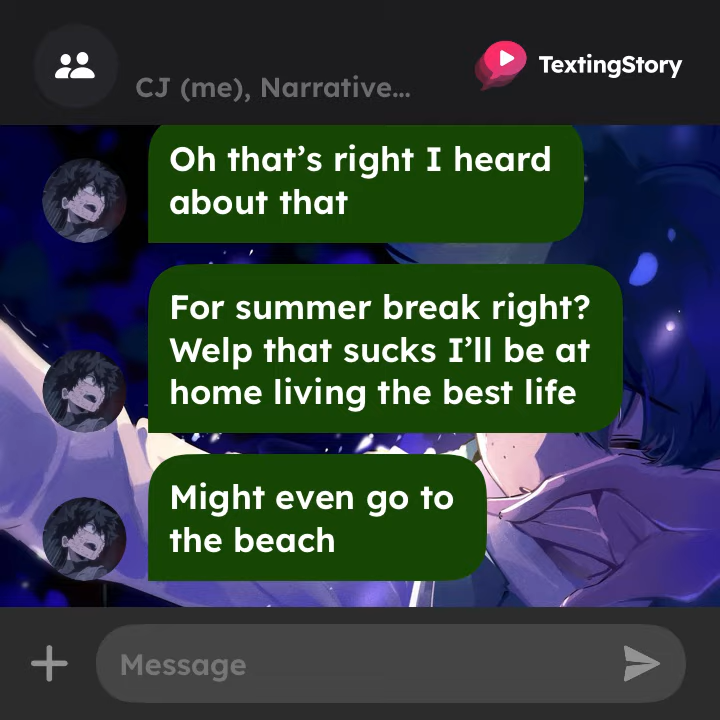 CJ (me), Narrative...
TextingStory
Oh that’s right I heard
about that
For summer break right?
Welp that sucks I’ll be at
home living the best life
Might even go to
the beach
Message